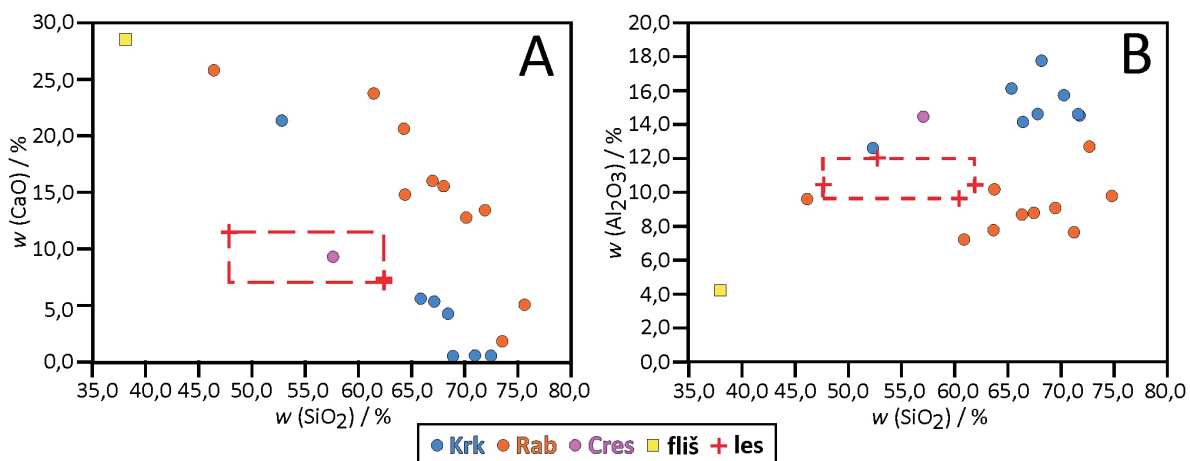 A
w (CaO) / %
30,0
25,0
20,0
15,0
10,0
5,0
0,0
35,0 40,0 45,0 50,0 55,0 60,0 65,0 70,0 75,0 80,0
w (SiO2) / %
B
w (Al2O3) / %
20,0
18,0
16,0
14,0
12,0
10,0
8,0
6,0
4,0
2,0
0,0
35,0 40,0 45,0 50,0 55,0 60,0 65,0 70,0 75,0 80,0
w (SiO2) / %
Krk Rab Cres fliš les